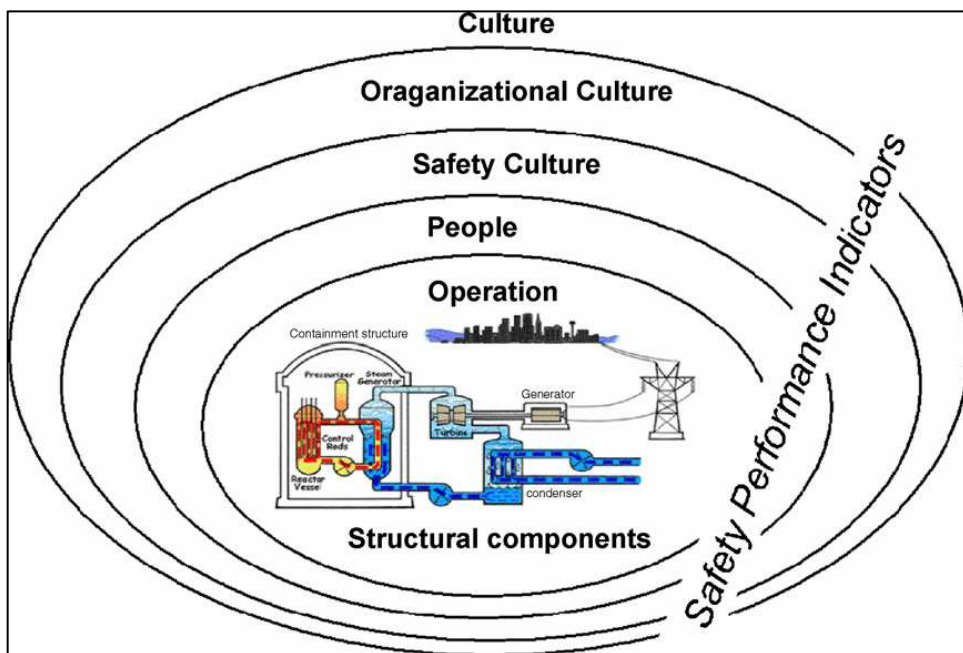 Culture
Oraganizational Culture
Safety Culture
People
Operation
Containment structure
Pressurizer
Steam
Generator
Control
Rods
Reactor
Vessel
Turbine
Generator
condenser
Structural components
Safety Performance Indicators